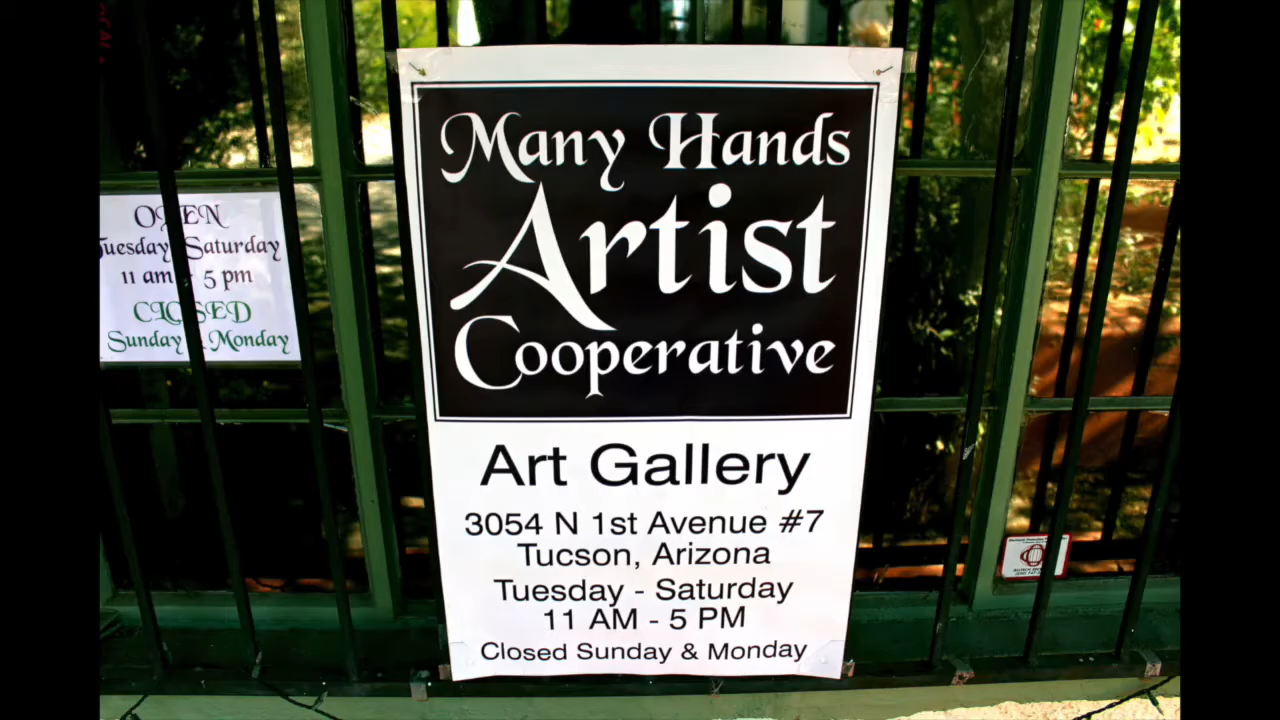 Many Hands
Artist
Cooperative
Art Gallery
3054 N 1st Avenue #7
Tucson, Arizona
Tuesday - Saturday
11 AM - 5 PM
Closed Sunday & Monday
OPEN
Tuesday Saturday
11 am - 5 pm
CLOSED
Sunday & Monday